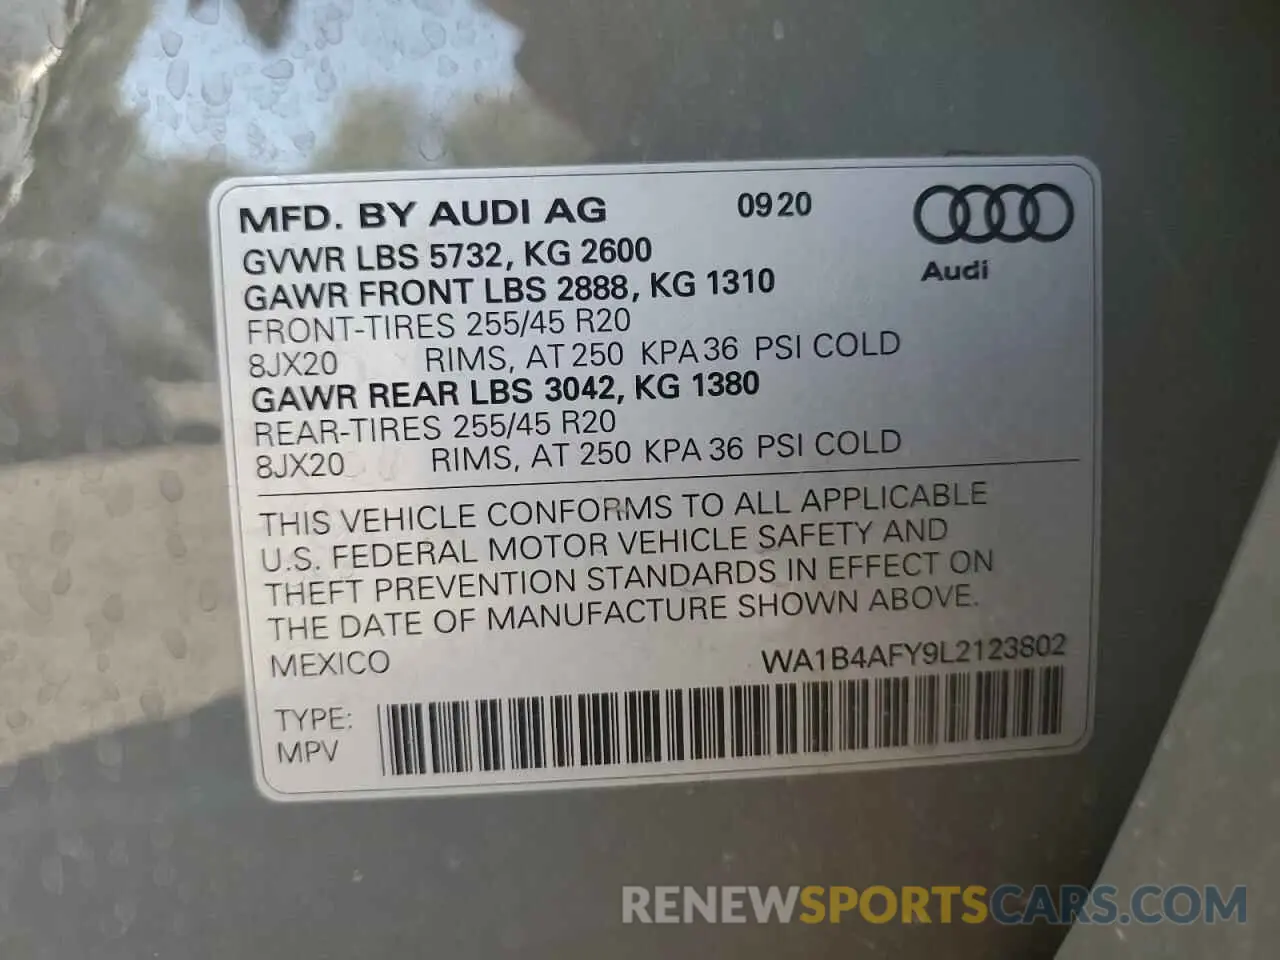 MFD. BY AUDI AG 0920
GVWR LBS 5732, KG 2600
Audi
GAWR FRONT LBS 2888, KG 1310
FRONT-TIRES 255/45 R20
8JX20 RIMS, AT 250 KPA 36 PSI COLD
GAWR REAR LBS 3042, KG 1380
REAR-TIRES 255/45 R20
8JX20 RIMS, AT 250 KPA 36 PSI COLD
THIS VEHICLE CONFORMS TO ALL APPLICABLE
U.S. FEDERAL MOTOR VEHICLE SAFETY AND
THEFT PREVENTION STANDARDS IN EFFECT ON
THE DATE OF MANUFACTURE SHOWN ABOVE.
MEXICO WA1B4AFY9L2123802
TYPE:
MPV
RENEWSPORTSCARS.COM